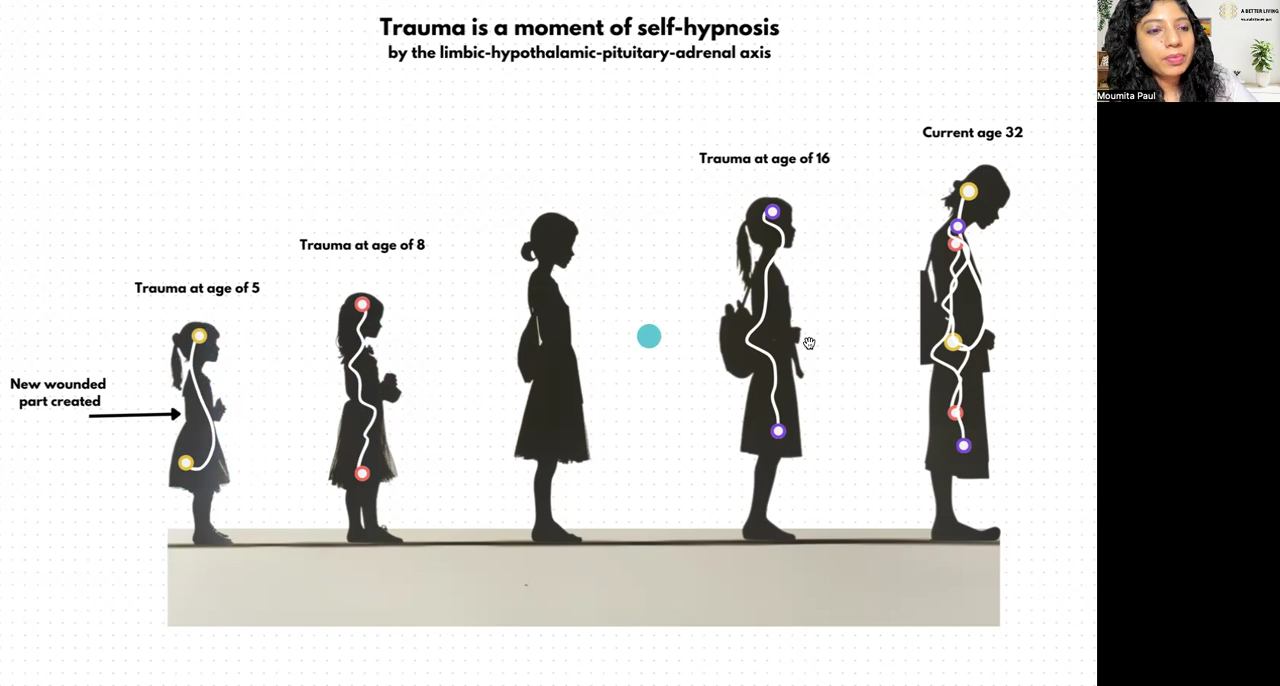 Trauma is a moment of self-hypnosis
by the limbic-hypothalamic-pituitary-adrenal axis
A BETTER LIVING
Moumita Paul
Current age 32
Trauma at age of 16
Trauma at age of 8
Trauma at age of 5
New wounded
part created